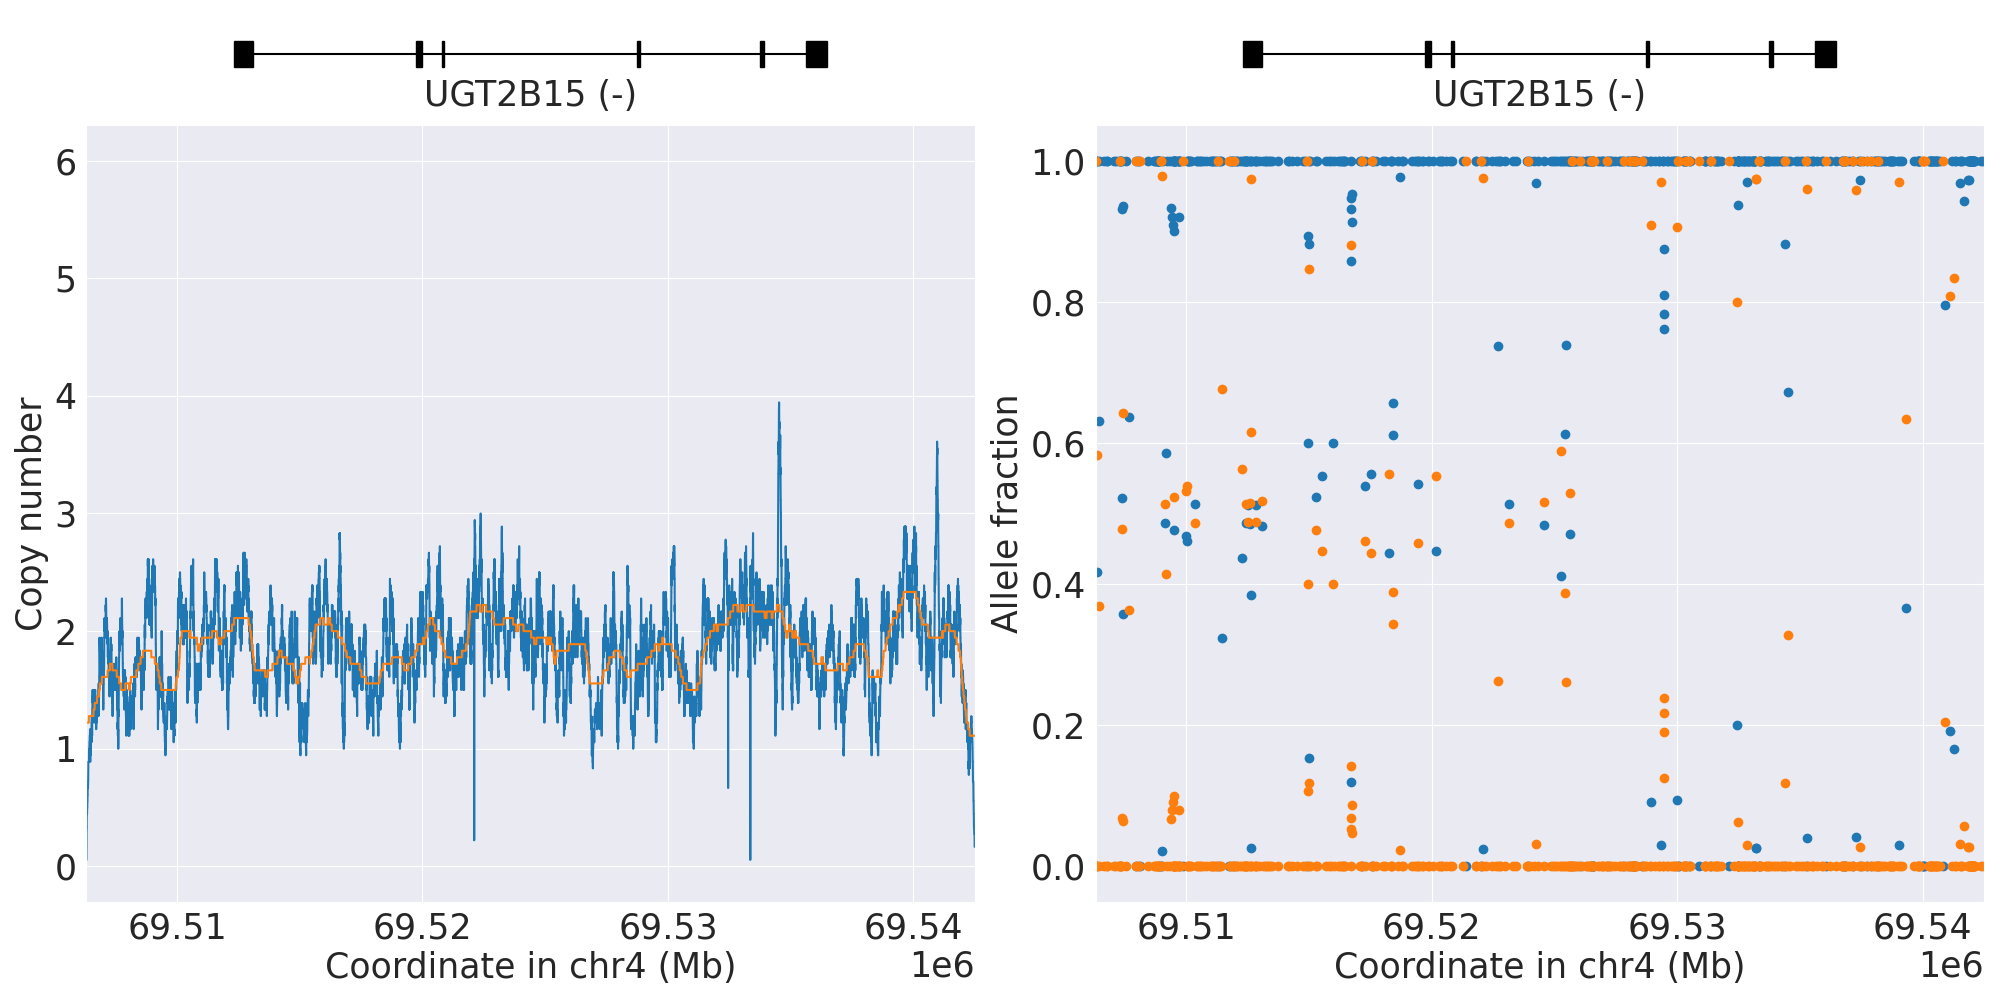 UGT2B15 (-)
6
5
4
3
2
1
0
Copy number
69.51 69.52 69.53 69.54
Coordinate in chr4 (Mb)
1e6
UGT2B15 (-)
1.0
0.8
0.6
0.4
0.2
0.0
Allele fraction
69.51 69.52 69.53 69.54
Coordinate in chr4 (Mb)
1e6